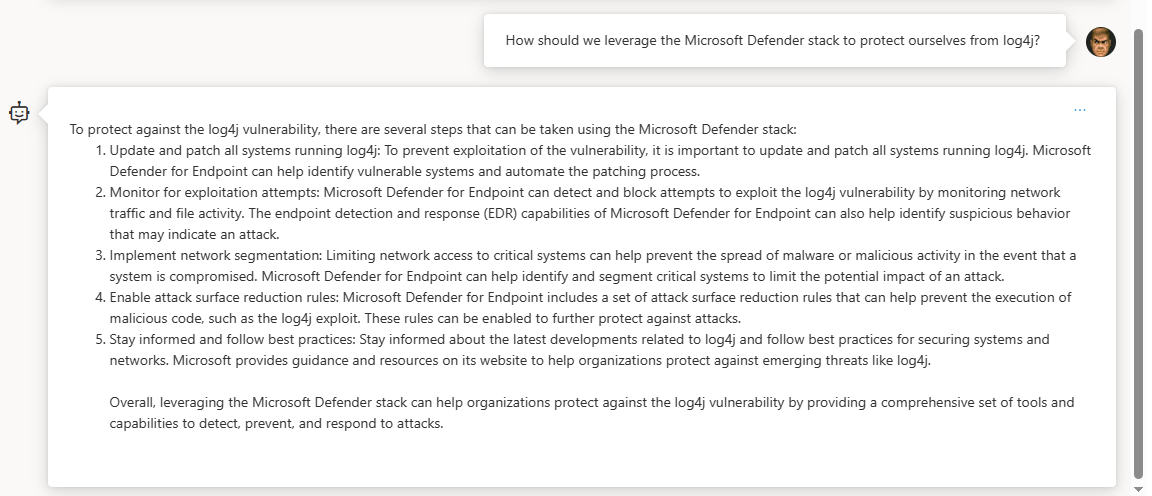 How should we leverage the Microsoft Defender stack to protect ourselves from log4j?
...
To protect against the log4j vulnerability, there are several steps that can be taken using the Microsoft Defender stack:
1. Update and patch all systems running log4j: To prevent exploitation of the vulnerability, it is important to update and patch all systems running log4j. Microsoft
Defender for Endpoint can help identify vulnerable systems and automate the patching process.
2. Monitor for exploitation attempts: Microsoft Defender for Endpoint can detect and block attempts to exploit the log4j vulnerability by monitoring network
traffic and file activity. The endpoint detection and response (EDR) capabilities of Microsoft Defender for Endpoint can also help identify suspicious behavior
that may indicate an attack.
3. Implement network segmentation: Limiting network access to critical systems can help prevent the spread of malware or malicious activity in the event that a
system is compromised. Microsoft Defender for Endpoint can help identify and segment critical systems to limit the potential impact of an attack.
4. Enable attack surface reduction rules: Microsoft Defender for Endpoint includes a set of attack surface reduction rules that can help prevent the execution of
malicious code, such as the log4j exploit. These rules can be enabled to further protect against attacks.
5. Stay informed and follow best practices: Stay informed about the latest developments related to log4j and follow best practices for securing systems and
networks. Microsoft provides guidance and resources on its website to help organizations protect against emerging threats like log4j.
Overall, leveraging the Microsoft Defender stack can help organizations protect against the log4j vulnerability by providing a comprehensive set of tools and
capabilities to detect, prevent, and respond to attacks.